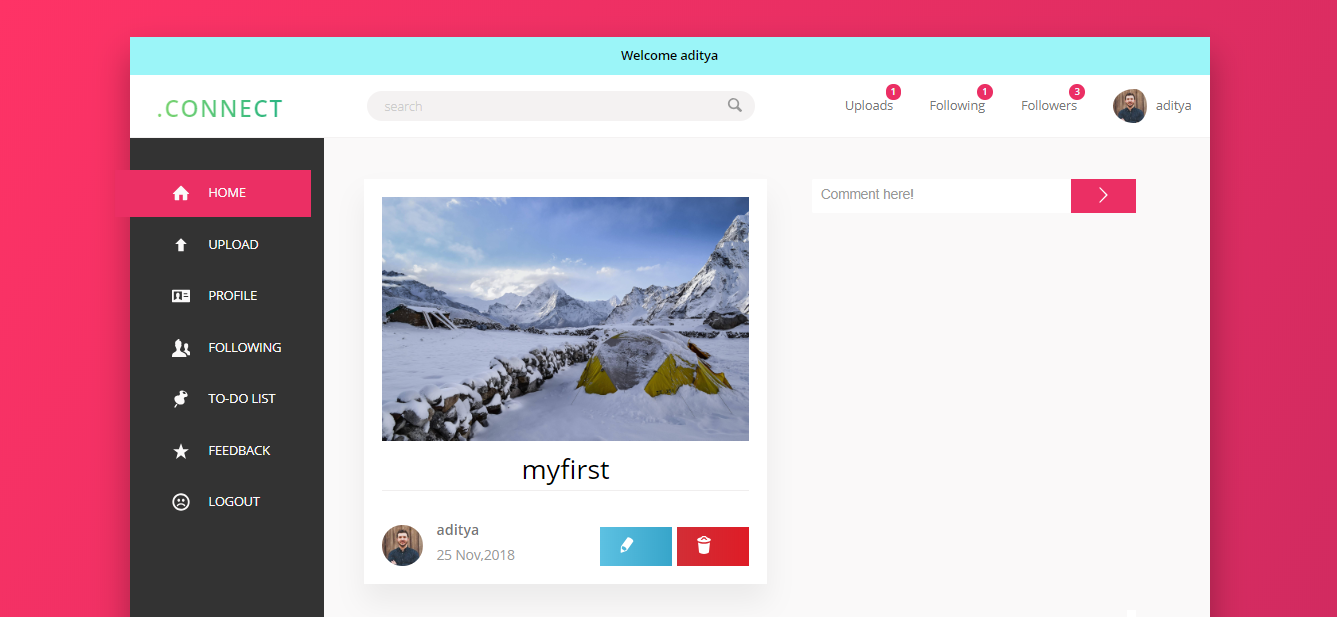 Welcome aditya
.CONNECT
search
Uploads 1
Following 1
Followers 3
aditya
HOME
UPLOAD
PROFILE
FOLLOWING
TO-DO LIST
FEEDBACK
LOGOUT
myfirst
aditya
25 Nov,2018
Comment here!